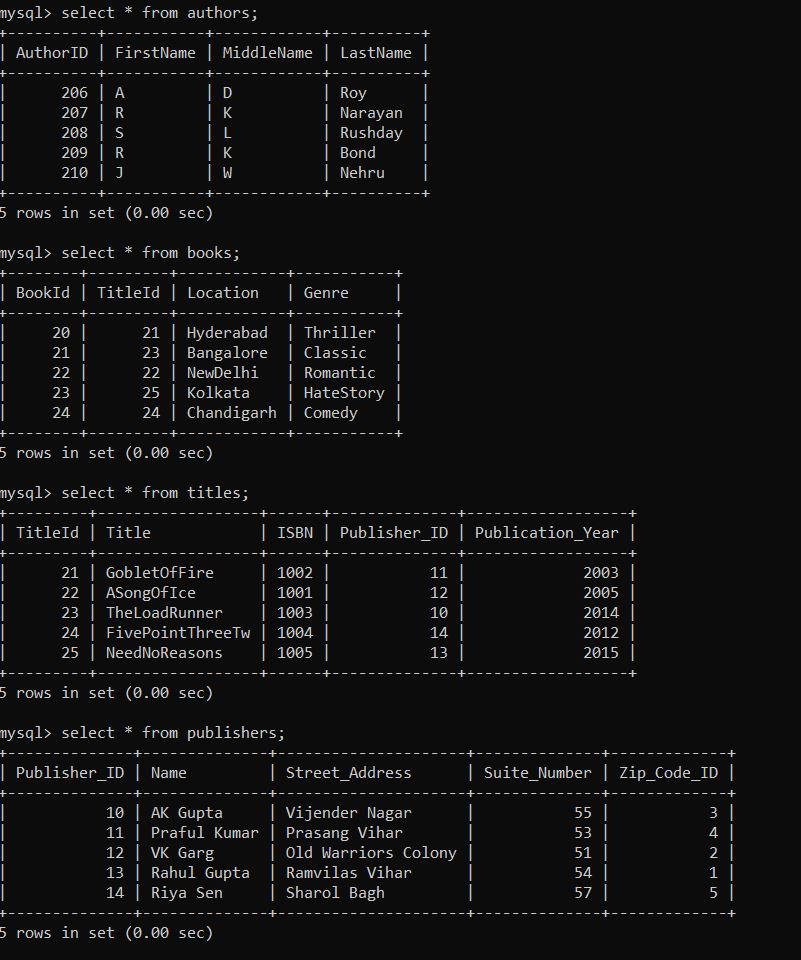 mysql> select * from authors;
+----------+-----------+------------+----------+
| AuthorID | FirstName | MiddleName | LastName |
+----------+-----------+------------+----------+
|      206 | A         | D          | Roy      |
|      207 | R         | K          | Narayan  |
|      208 | S         | L          | Rushday  |
|      209 | R         | K          | Bond     |
|      210 | J         | W          | Nehru    |
+----------+-----------+------------+----------+
5 rows in set (0.00 sec)

mysql> select * from books;
+--------+---------+------------+-----------+
| BookId | TitleId | Location   | Genre     |
+--------+---------+------------+-----------+
|     20 |      21 | Hyderabad  | Thriller  |
|     21 |      23 | Bangalore  | Classic   |
|     22 |      22 | NewDelhi   | Romantic  |
|     23 |      25 | Kolkata    | HateStory |
|     24 |      24 | Chandigarh | Comedy    |
+--------+---------+------------+-----------+
5 rows in set (0.00 sec)

mysql> select * from titles;
+---------+------------------+------+--------------+------------------+
| TitleId | Title            | ISBN | Publisher_ID | Publication_Year |
+---------+------------------+------+--------------+------------------+
|      21 | GobletOfFire     | 1002 |           11 |             2003 |
|      22 | ASongOfIce       | 1001 |           12 |             2005 |
|      23 | TheLoadRunner    | 1003 |           10 |             2014 |
|      24 | FivePointThreeTw | 1004 |           14 |             2012 |
|      25 | NeedNoReasons    | 1005 |           13 |             2015 |
+---------+------------------+------+--------------+------------------+
5 rows in set (0.00 sec)

mysql> select * from publishers;
+--------------+--------------+---------------------+--------------+-------------+
| Publisher_ID | Name         | Street_Address      | Suite_Number | Zip_Code_ID |
+--------------+--------------+---------------------+--------------+-------------+
|           10 | AK Gupta     | Vijender Nagar      |           55 |           3 |
|           11 | Praful Kumar | Prasang Vihar       |           53 |           4 |
|           12 | VK Garg      | Old Warriors Colony |           51 |           2 |
|           13 | Rahul Gupta  | Ramvilas Vihar      |           54 |           1 |
|           14 | Riya Sen     | Sharol Bagh         |           57 |           5 |
+--------------+--------------+---------------------+--------------+-------------+
5 rows in set (0.00 sec)